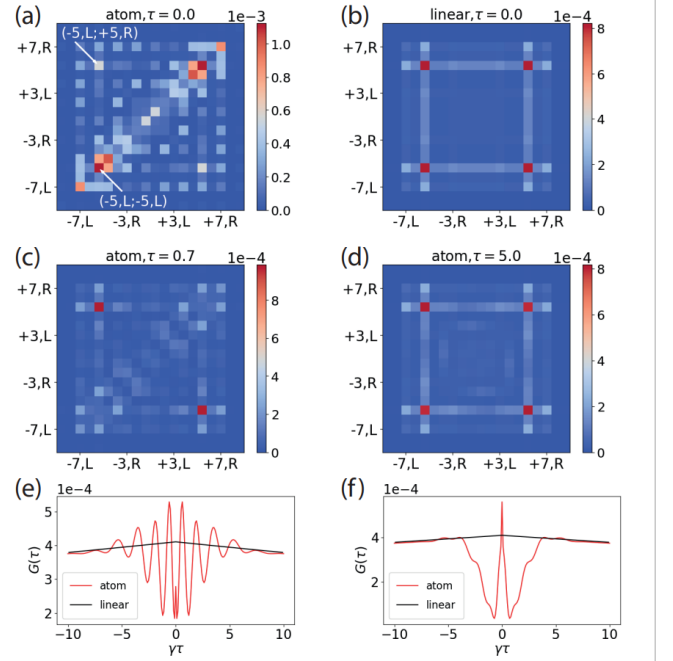 (a) atom,τ = 0.0 1e−3
(-5,L;+5,R)
+7,R
+3,L
-3,R
-7,L
(-5,L;-5,L)
-7,L -3,R +3,L +7,R
1.0
0.8
0.6
0.4
0.2
0.0
(b) linear,τ = 0.0 1e−4
+7,R
+3,L
-3,R
-7,L
-7,L -3,R +3,L +7,R
8
6
4
2
0
(c) atom,τ = 0.7 1e−4
+7,R
+3,L
-3,R
-7,L
-7,L -3,R +3,L +7,R
8
6
4
2
0
(d) atom,τ = 5.0 1e−4
+7,R
+3,L
-3,R
-7,L
-7,L -3,R +3,L +7,R
8
6
4
2
0
(e) 1e−4
5
4
3
2
G(τ)
atom
linear
−10 −5 0 5 10
γτ
(f) 1e−4
4
2
G(τ)
atom
linear
−10 −5 0 5 10
γτ